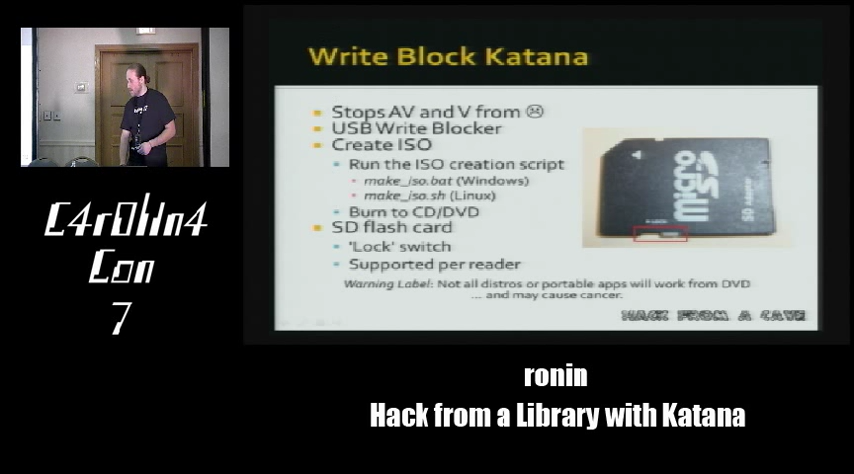 Write Block Katana
Stops AV and V from ☹
USB Write Blocker
Create ISO
Run the ISO creation script
make_iso.bat (Windows)
make_iso.sh (Linux)
Burn to CD/DVD
SD flash card
'Lock' switch
Supported per reader
Warning Label: Not all distros or portable apps will work from DVD
... and may cause cancer.
HACK FROM A CAVE
micro
SD
SD Adapter
C4r0l1n4
Con
7
ronin
Hack from a Library with Katana